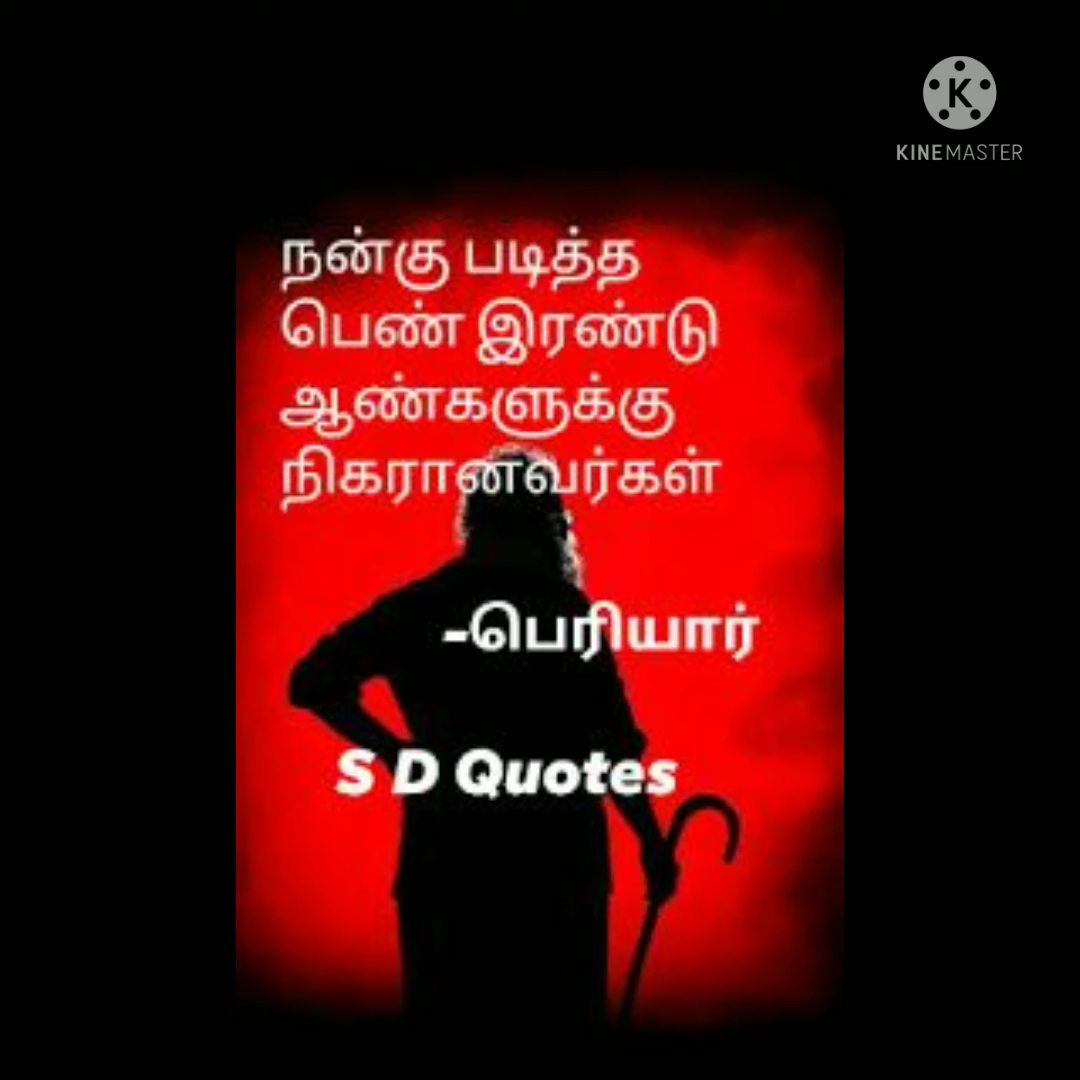 KINEMASTER
நன்கு படித்த
பெண் இரண்டு
ஆண்களுக்கு
நிகரானவர்கள்
-பெரியார்
S D Quotes